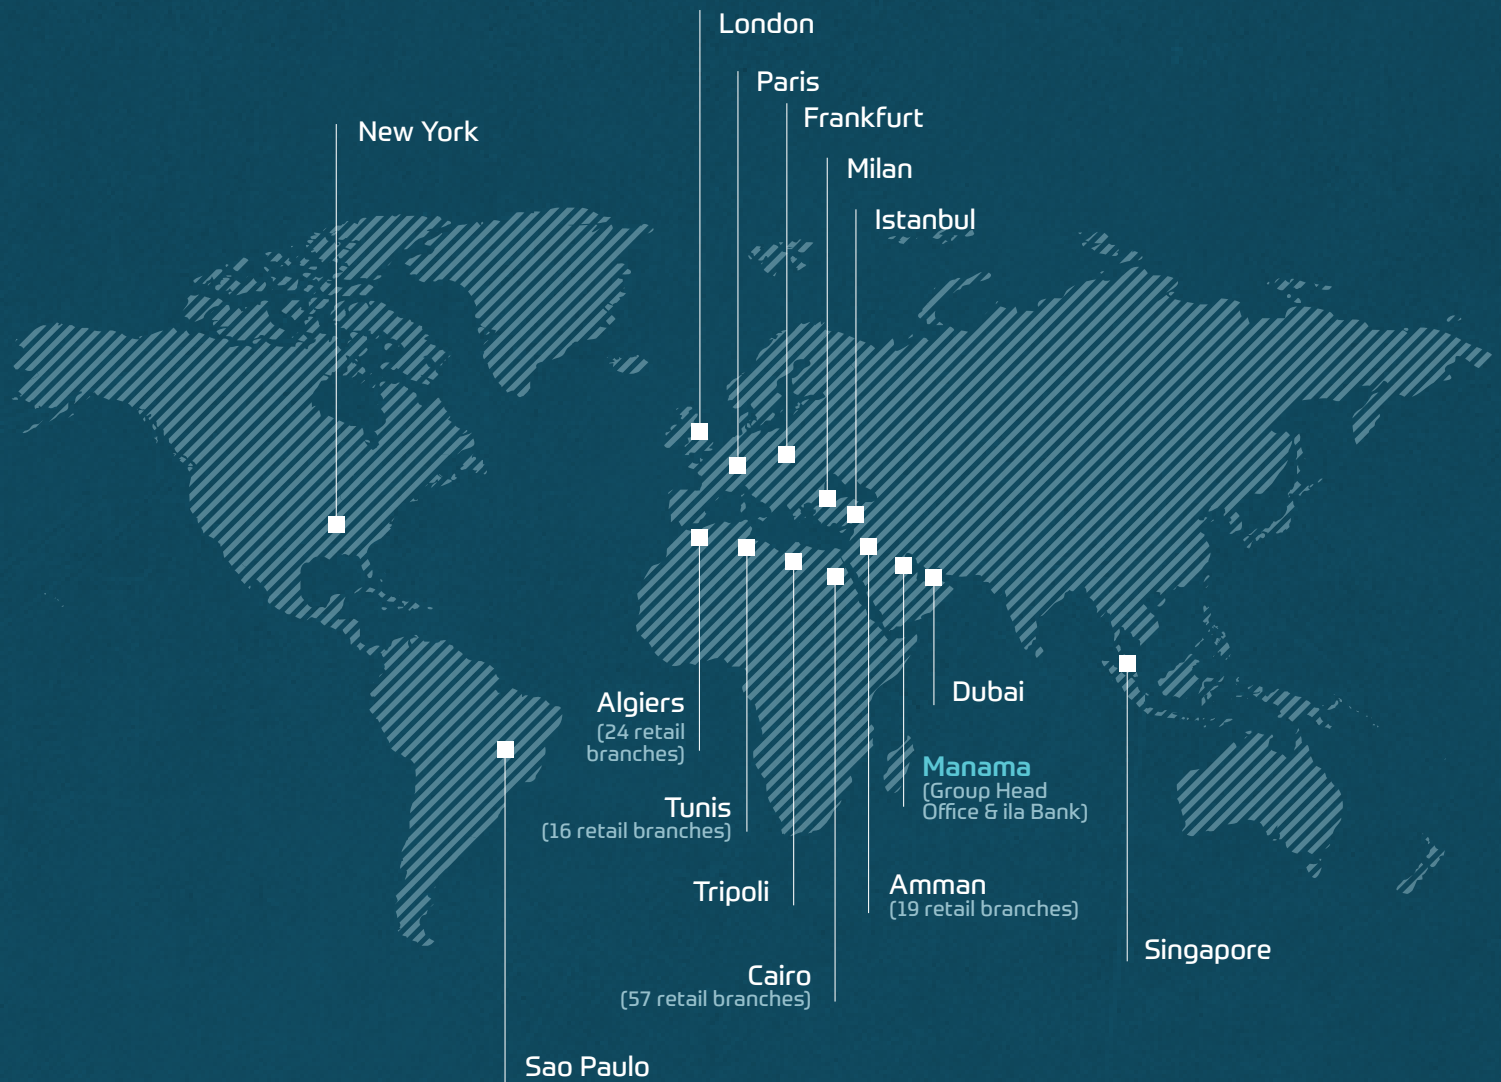 London
Paris
Frankfurt
New York
Milan
Istanbul
Dubai
Algiers
(24 retail
branches)
Manama
(Group Head
Office & ila Bank)
Tunis
(16 retail branches)
Tripoli
Amman
(19 retail branches)
Singapore
Cairo
(57 retail branches)
Sao Paulo